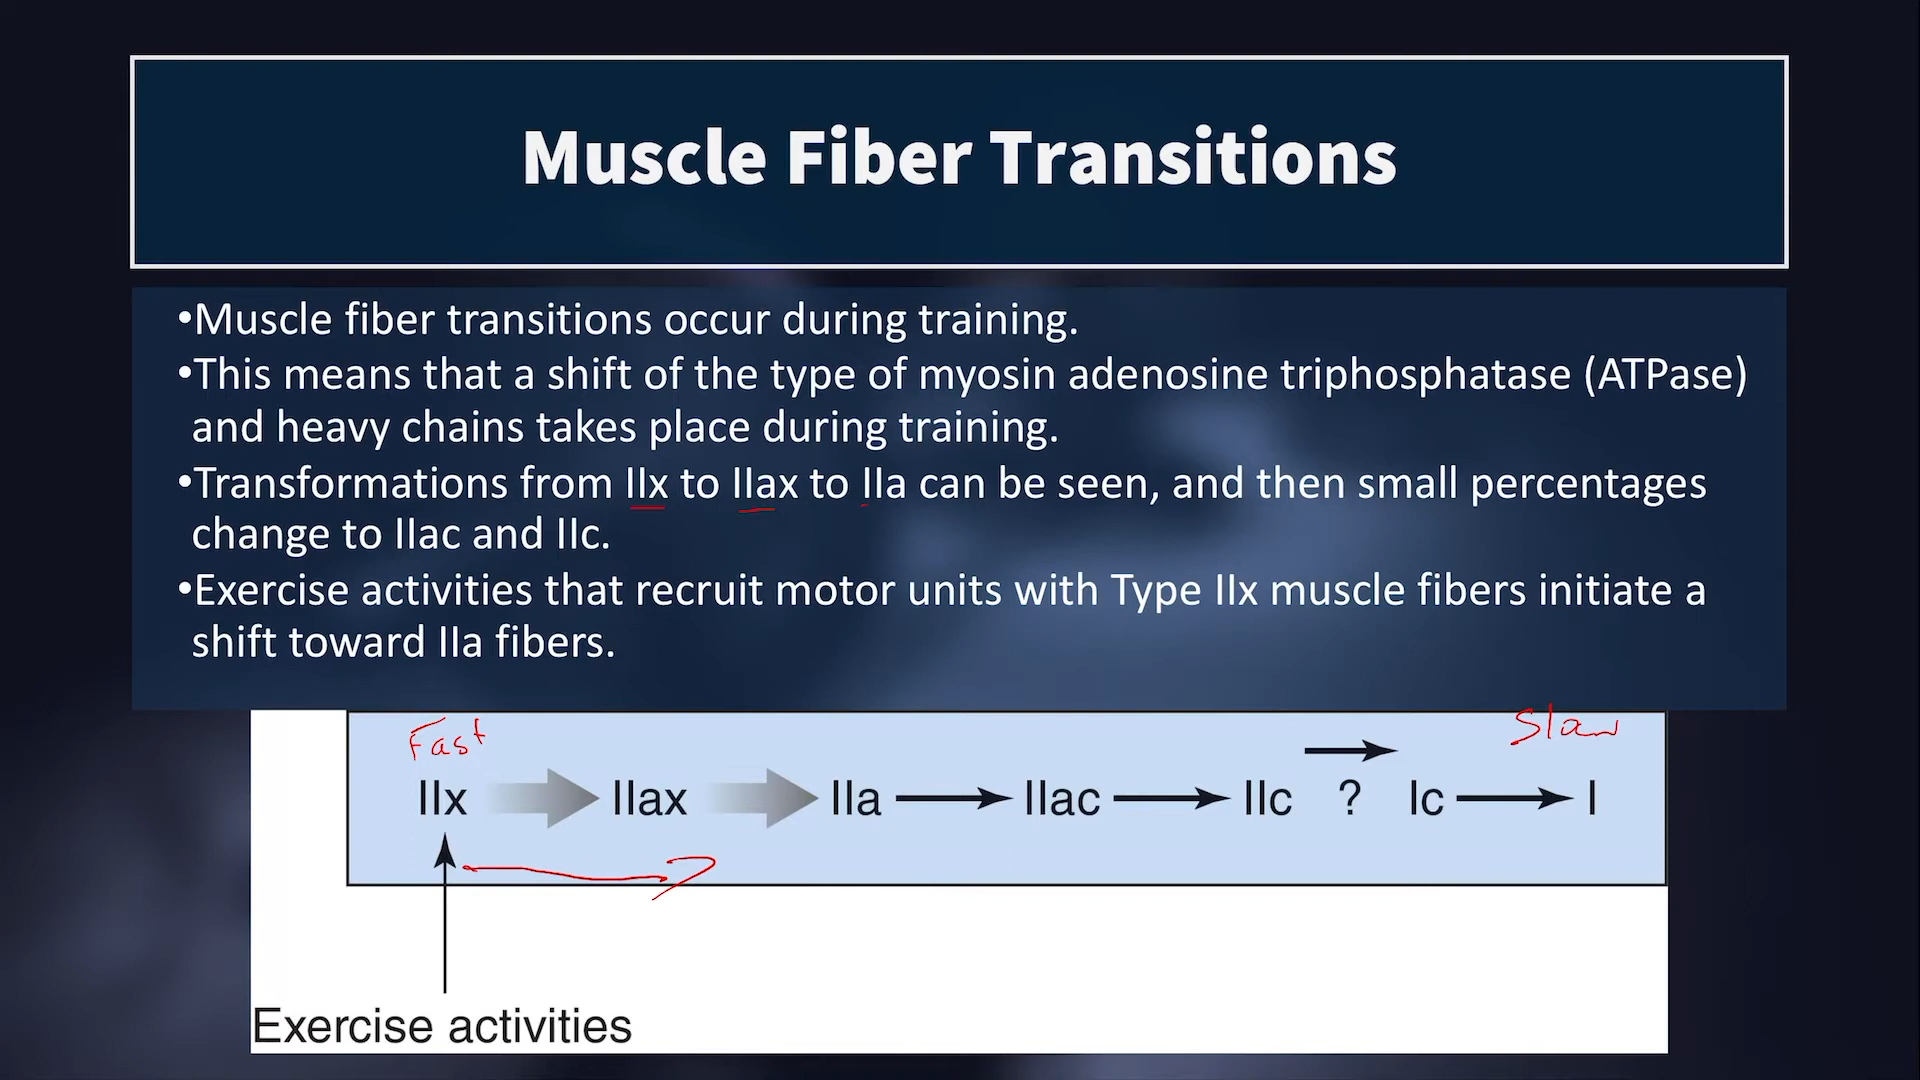 Muscle Fiber Transitions
•Muscle fiber transitions occur during training.
•This means that a shift of the type of myosin adenosine triphosphatase (ATPase)
and heavy chains takes place during training.
•Transformations from IIx to IIax to IIa can be seen, and then small percentages
change to IIac and IIc.
•Exercise activities that recruit motor units with Type IIx muscle fibers initiate a
shift toward IIa fibers.
Fast Slow
IIx IIax IIa IIac IIc ? Ic I
Exercise activities